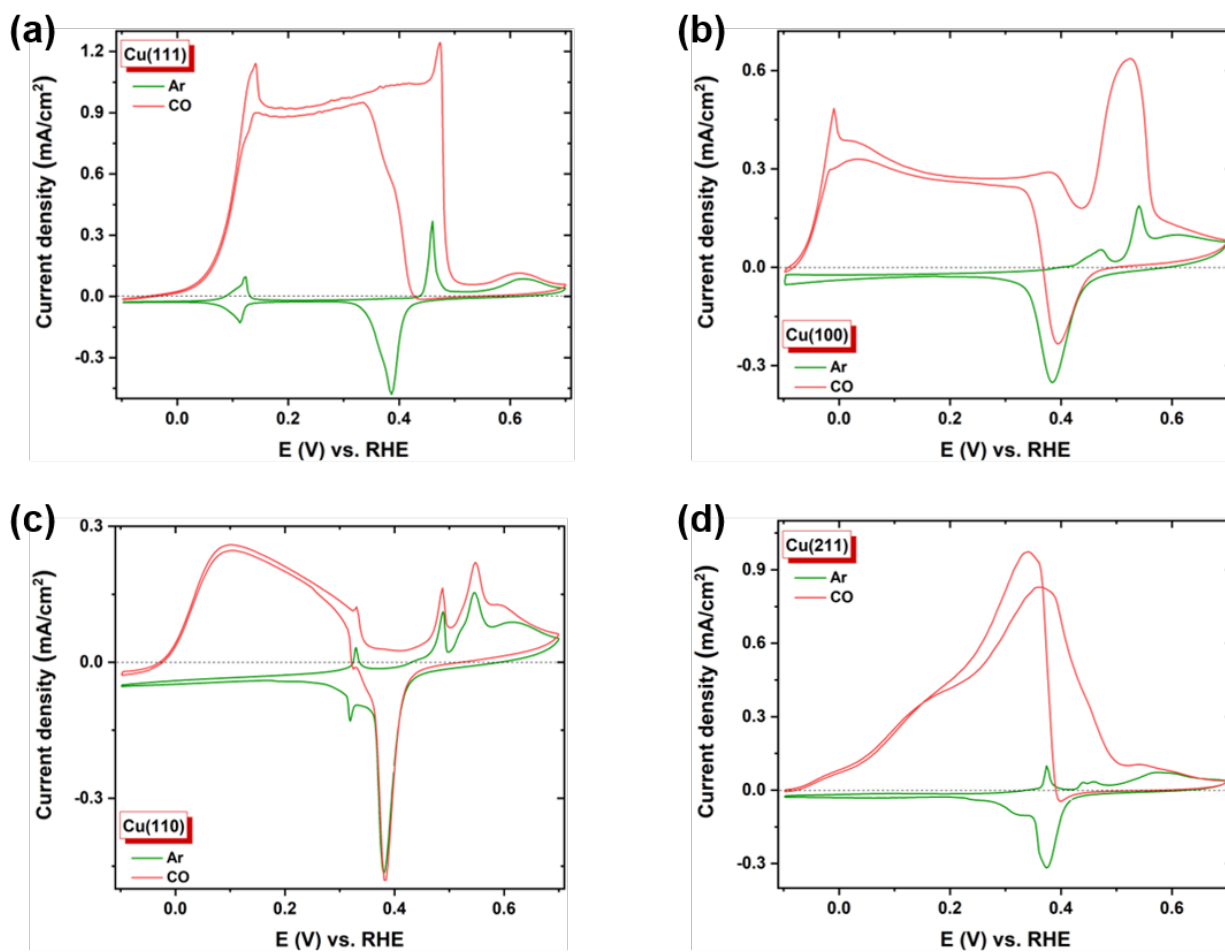 (a)
Cu(111)
Ar
CO
1.2
0.9
0.6
0.3
0.0
-0.3
Current density (mA/cm²)
0.0 0.2 0.4 0.6
E (V) vs. RHE
(b)
0.6
0.3
0.0
-0.3
Current density (mA/cm²)
Cu(100)
Ar
CO
0.0 0.2 0.4 0.6
E (V) vs. RHE
(c)
0.3
0.0
-0.3
Current density (mA/cm²)
Cu(110)
Ar
CO
0.0 0.2 0.4 0.6
E (V) vs. RHE
(d)
Cu(211)
Ar
CO
0.9
0.6
0.3
0.0
-0.3
Current density (mA/cm²)
0.0 0.2 0.4 0.6
E (V) vs. RHE